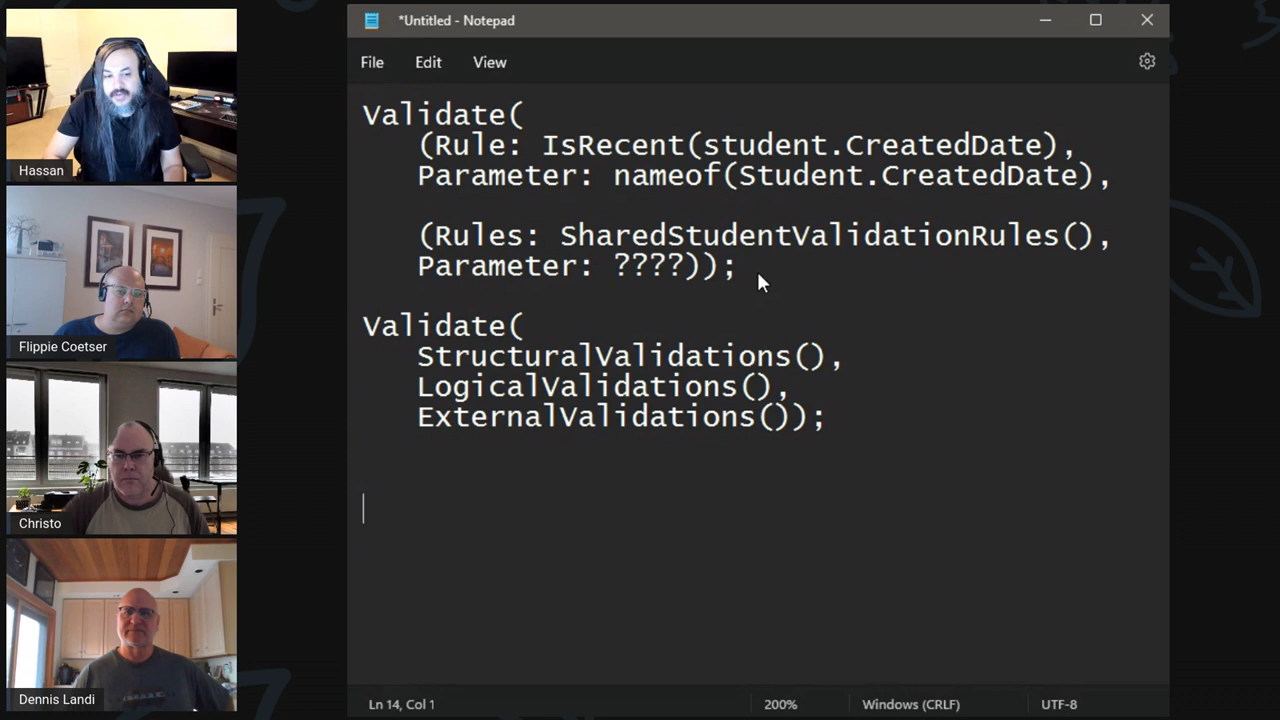 *Untitled - Notepad
File Edit View
Validate(
(Rule: IsRecent(student.CreatedDate),
Parameter: nameof(Student.CreatedDate),
(Rules: SharedStudentValidationRules(),
Parameter: ????));
Validate(
StructuralValidations(),
LogicalValidations(),
ExternalValidations());
Ln 14, Col 1 200% Windows (CRLF) UTF-8
Hassan
Flippie Coetser
Christo
Dennis Landi